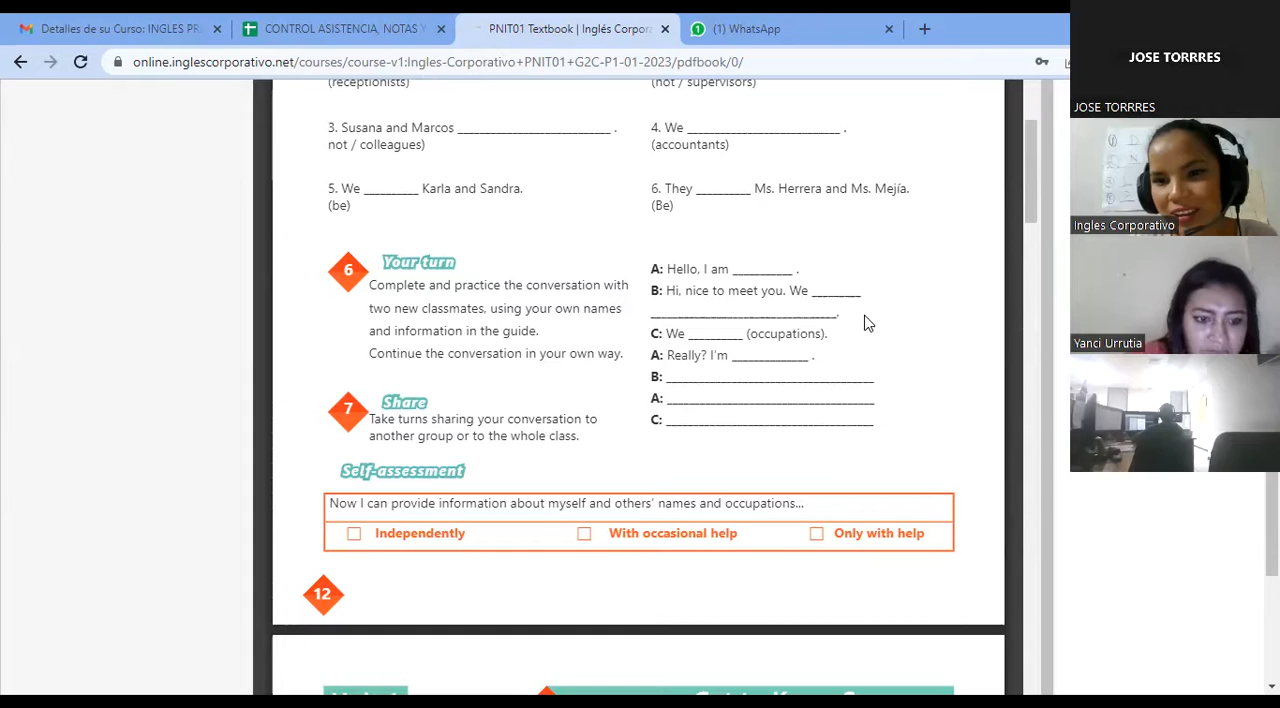 Detalles de su Curso: INGLES PRI
CONTROL ASISTENCIA, NOTAS Y
PNIT01 Textbook | Inglés Corpora
(1) WhatsApp
online.inglescorporativo.net/courses/course-v1:Ingles-Corporativo+PNIT01+G2C-P1-01-2023/pdfbook/0/
JOSE TORRRES
JOSE TORRRES
Ingles Corporativo
Yanci Urrutia
(receptionists)
(not / supervisors)
3. Susana and Marcos __________________________ .
not / colleagues)
4. We __________________________ .
(accountants)
5. We _________ Karla and Sandra.
(be)
6. They _________ Ms. Herrera and Ms. Mejía.
(Be)
6
Your turn
Complete and practice the conversation with
two new classmates, using your own names
and information in the guide.
Continue the conversation in your own way.
7
Share
Take turns sharing your conversation to
another group or to the whole class.
A: Hello, I am __________ .
B: Hi, nice to meet you. We ________
______________________________.
C: We _________ (occupations).
A: Really? I'm _____________ .
B: __________________________________
A: __________________________________
C: __________________________________
Self-assessment
Now I can provide information about myself and others' names and occupations...
Independently
With occasional help
Only with help
12